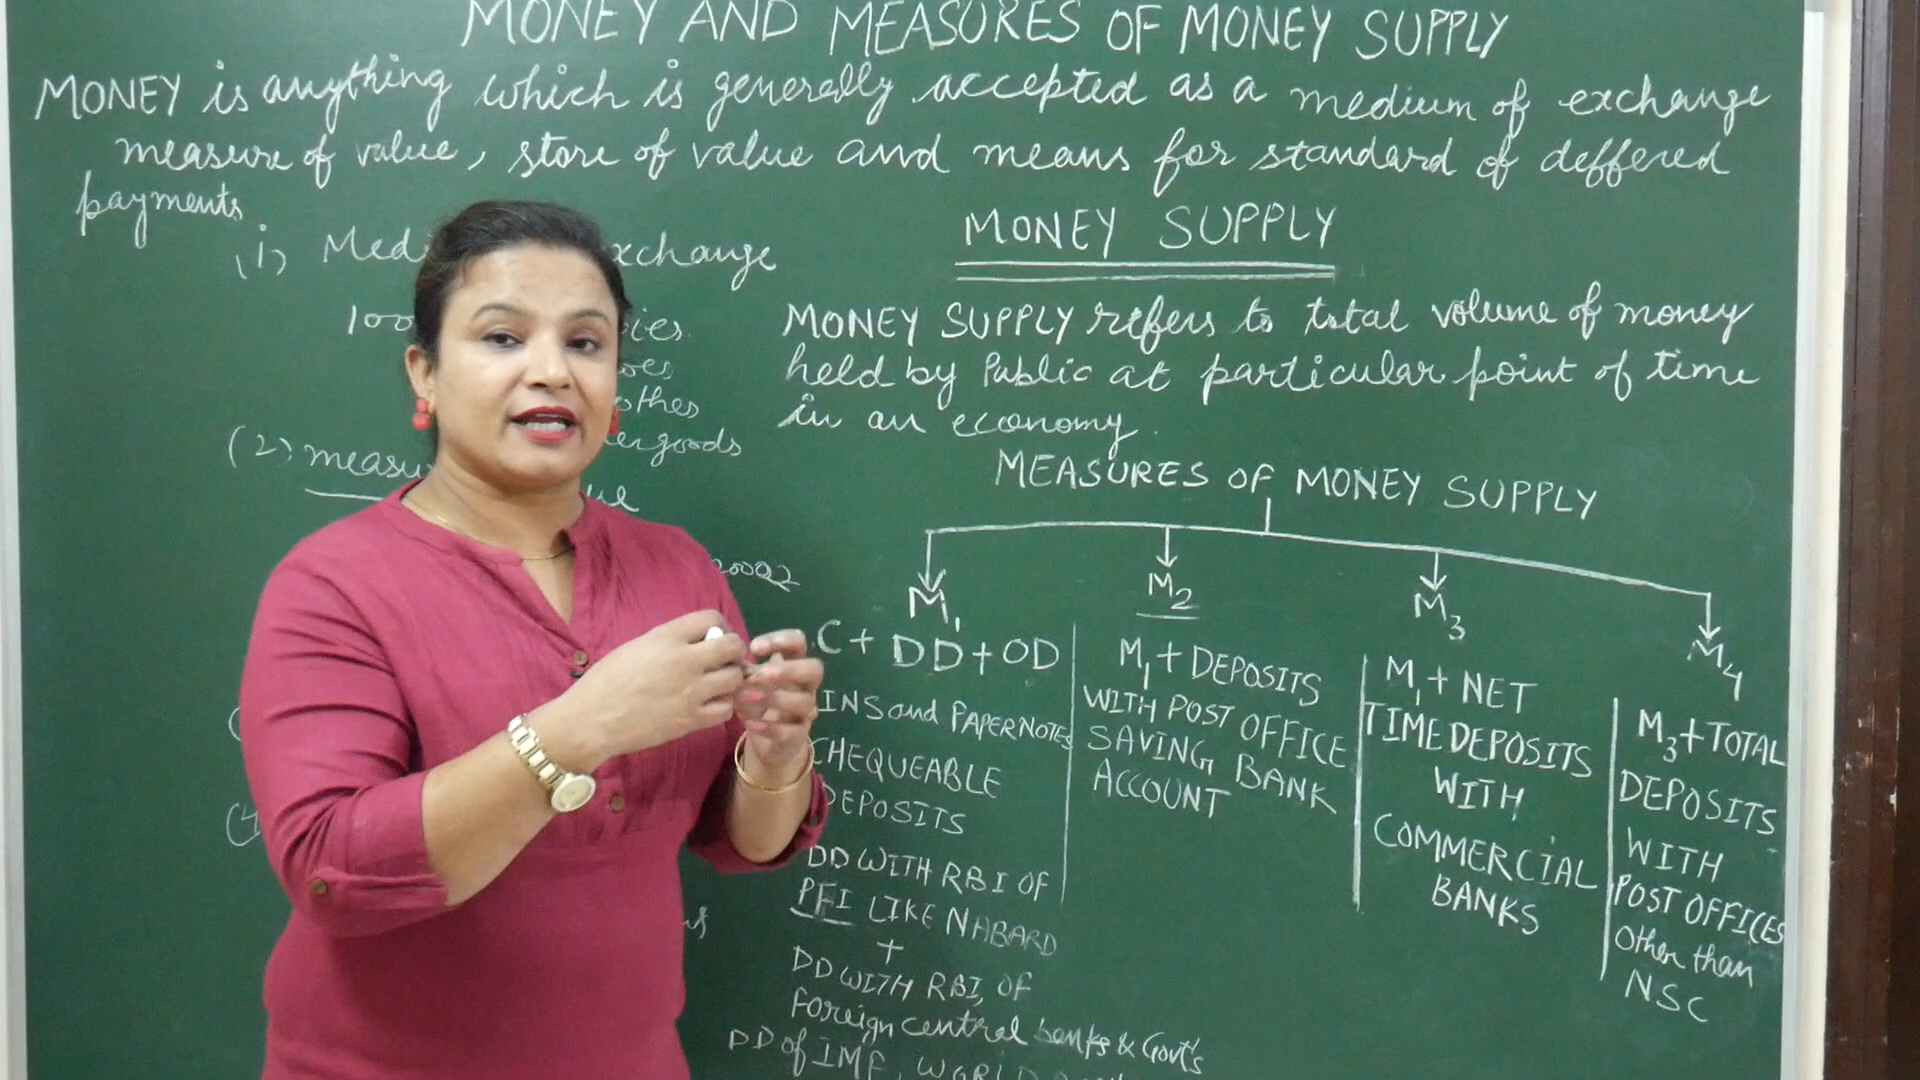 MONEY AND MEASURES OF MONEY SUPPLY
MONEY is anything which is generally accepted as a medium of exchange
measure of value, store of value and means for standard of deffered
payments
(i) Med xchange
100
othes
goods
(2) measu
MONEY SUPPLY
MONEY SUPPLY refers to total volume of money
held by Public at particular point of time
in an economy.
MEASURES OF MONEY SUPPLY
M1
C + DD + OD
INS and PAPER NOTES
CHEQUEABLE
DEPOSITS
DD WITH RBI OF
PFI LIKE NABARD
+
DD WITH RBI, OF
Foreign central banks & Govt's
DD of IMF, WORLD
M2
M1 + DEPOSITS
WITH POST OFFICE
SAVING BANK
ACCOUNT
M3
M1 + NET
TIME DEPOSITS
WITH
COMMERCIAL
BANKS
M4
M3 + TOTAL
DEPOSITS
WITH
POST OFFICES
Other than
NSC